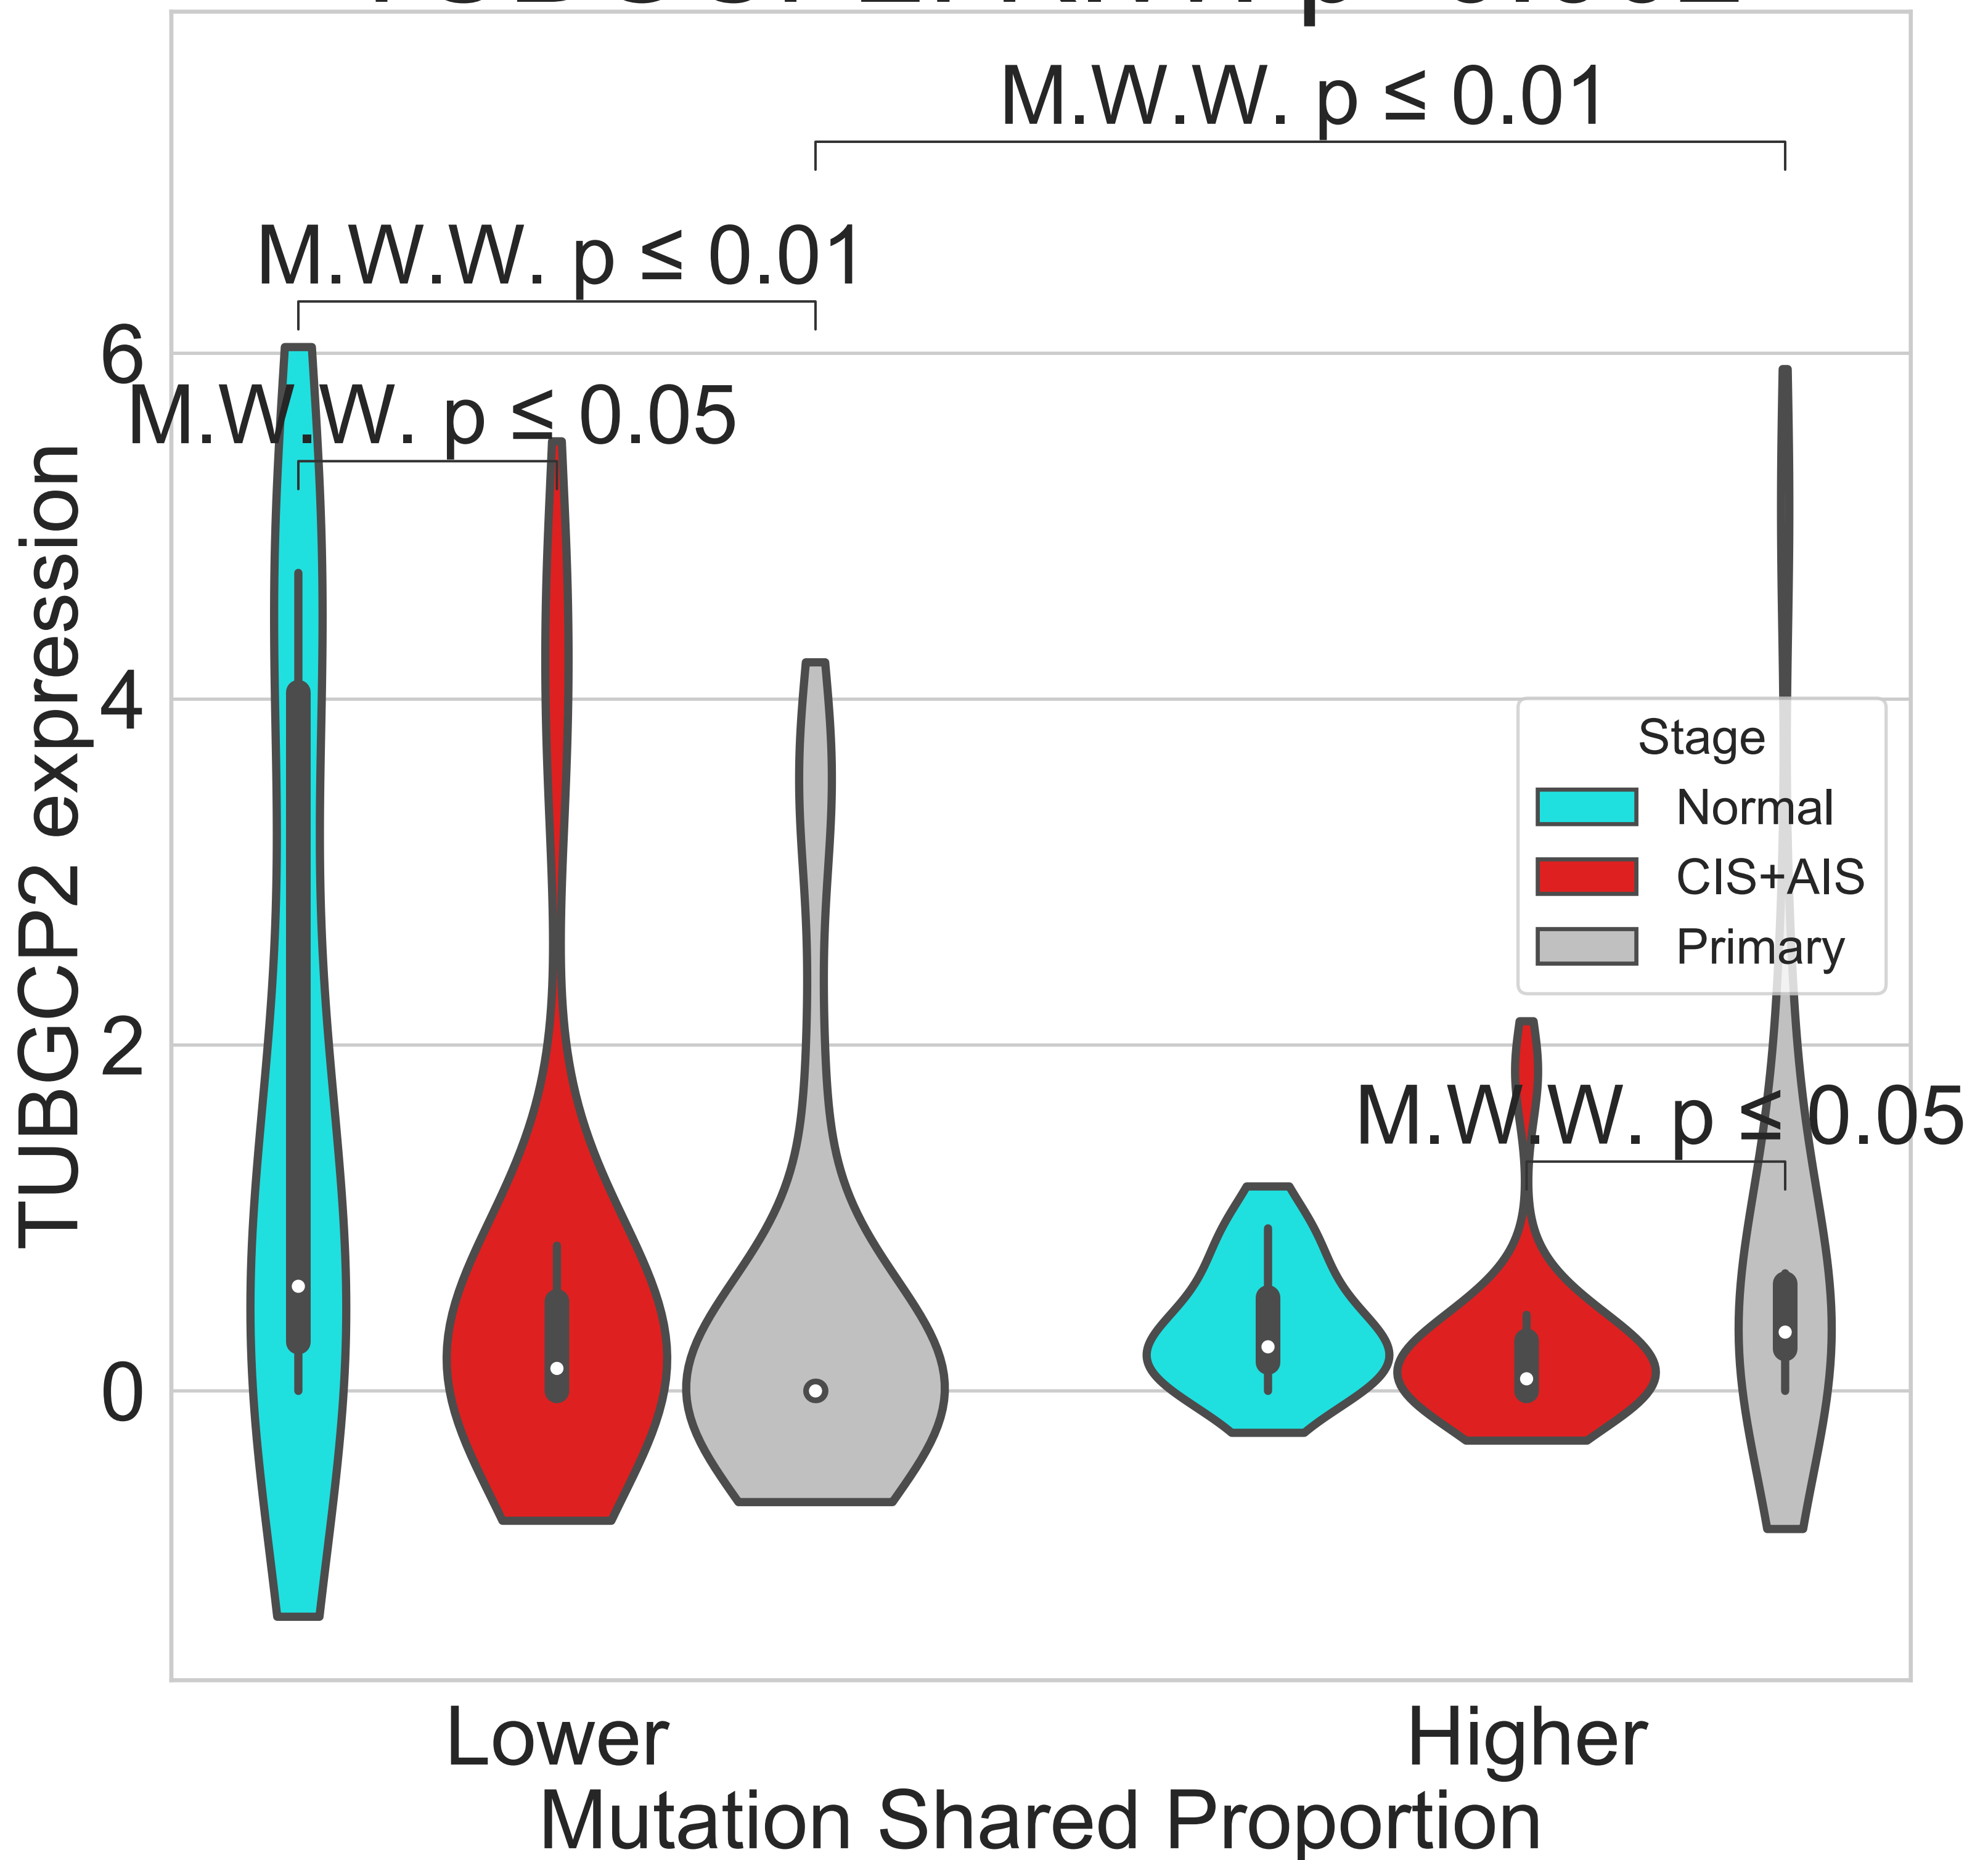 M.W.W. p ≤ 0.01
M.W.W. p ≤ 0.01
6
M.W.W. p ≤ 0.05
TUBGCP2 expression
4
Stage
Normal
CIS+AIS
Primary
2
M.W.W. p ≤ 0.05
0
Lower
Higher
Mutation Shared Proportion